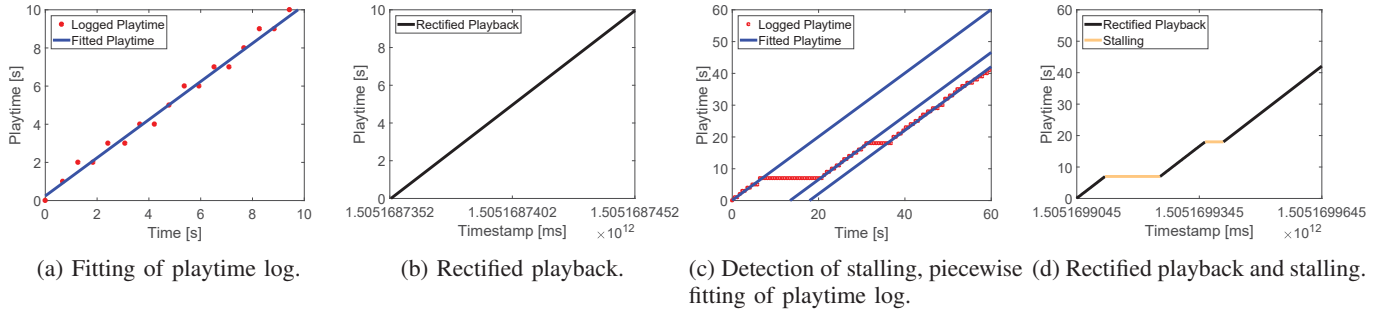 10
8
6
4
2
0
Playtime [s]
Logged Playtime
Fitted Playtime
0 2 4 6 8 10
Time [s]
(a) Fitting of playtime log.
10
8
6
4
2
0
Playtime [s]
Rectified Playback
1.5051687352 1.5051687402 1.5051687452
Timestamp [ms] ×10^12
(b) Rectified playback.
60
50
40
30
20
10
0
Playtime [s]
Logged Playtime
Fitted Playtime
0 20 40 60
Time [s]
(c) Detection of stalling, piecewise
fitting of playtime log.
60
50
40
30
20
10
0
Playtime [s]
Rectified Playback
Stalling
1.5051699045 1.5051699345 1.5051699645
Timestamp [ms] ×10^12
(d) Rectified playback and stalling.